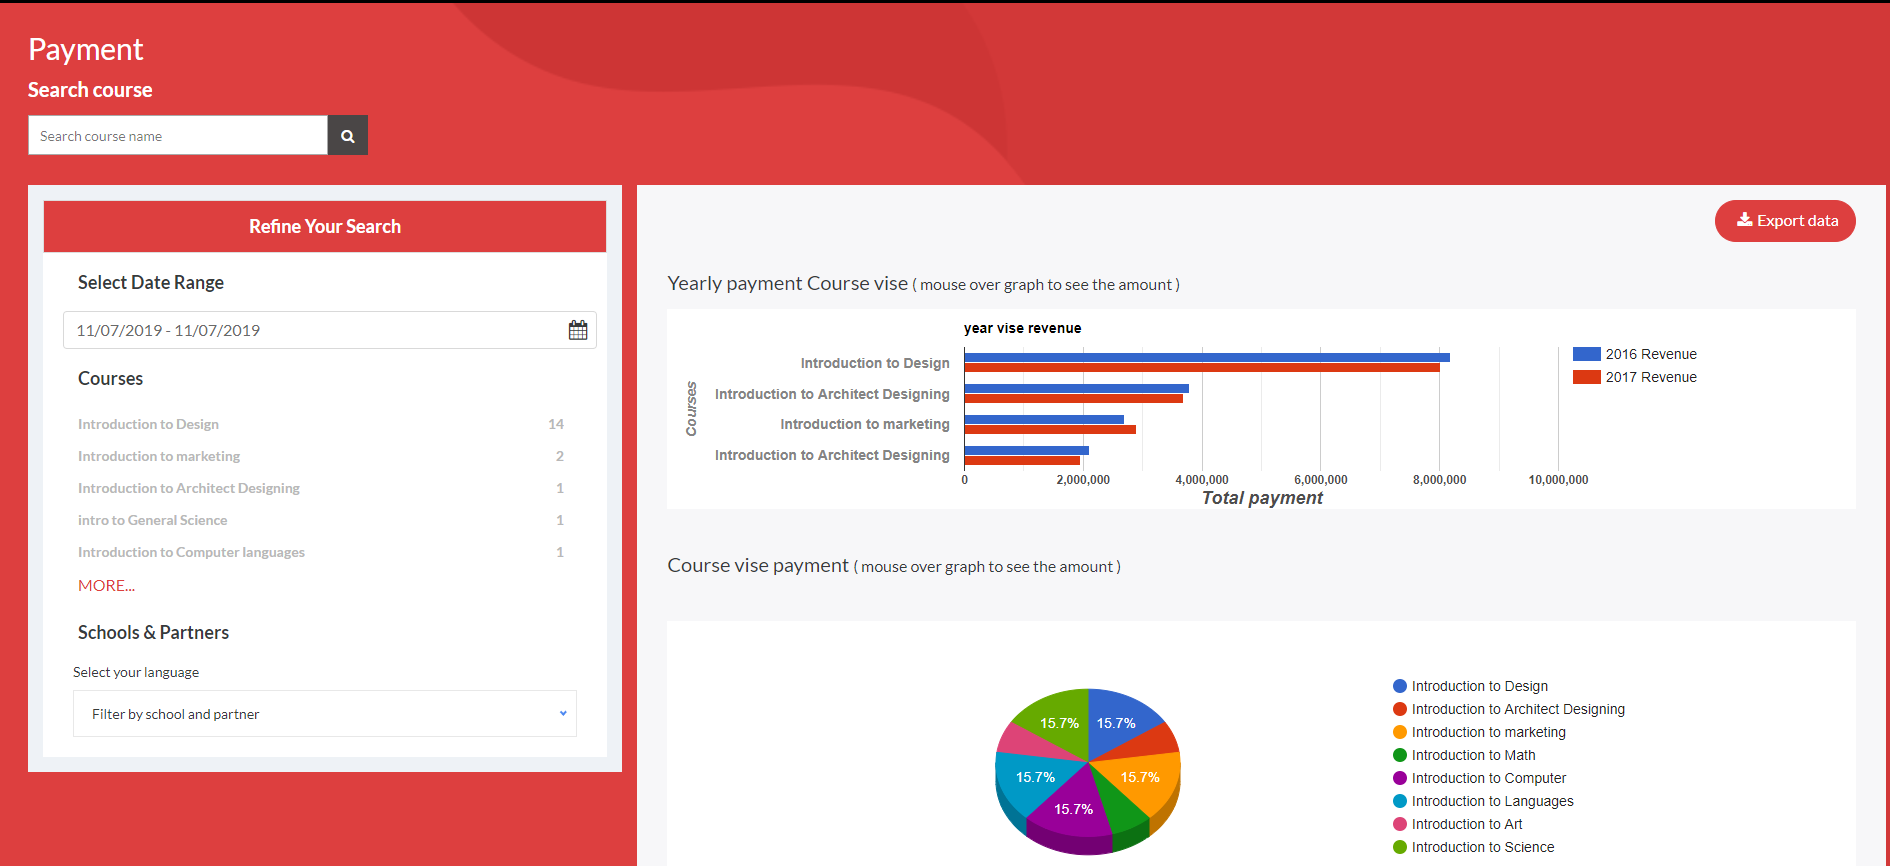 Payment
Search course
Search course name
Refine Your Search
Select Date Range
11/07/2019 - 11/07/2019
Courses
Introduction to Design 14
Introduction to marketing 2
Introduction to Architect Designing 1
intro to General Science 1
Introduction to Computer languages 1
MORE...
Schools & Partners
Select your language
Filter by school and partner
Export data
Yearly payment Course vise ( mouse over graph to see the amount )
year vise revenue
Courses
Introduction to Design
Introduction to Architect Designing
Introduction to marketing
Introduction to Architect Designing
0 2,000,000 4,000,000 6,000,000 8,000,000 10,000,000
Total payment
2016 Revenue
2017 Revenue
Course vise payment ( mouse over graph to see the amount )
15.7% 15.7%
15.7% 15.7%
15.7%
Introduction to Design
Introduction to Architect Designing
Introduction to marketing
Introduction to Math
Introduction to Computer
Introduction to Languages
Introduction to Art
Introduction to Science